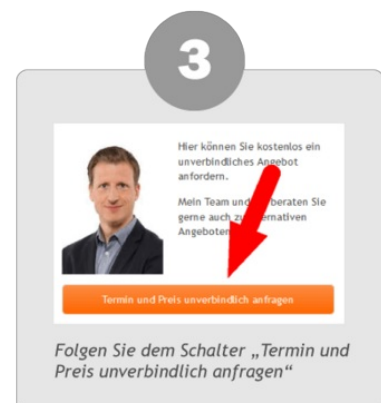 3
Hier können Sie kostenlos ein
unverbindliches Angebot
anfordern.
Mein Team und beraten Sie
gerne auch zu
Angeboten
Termin und Preis unverbindlich anfragen
Folgen Sie dem Schalter „Termin und
Preis unverbindlich anfragen“